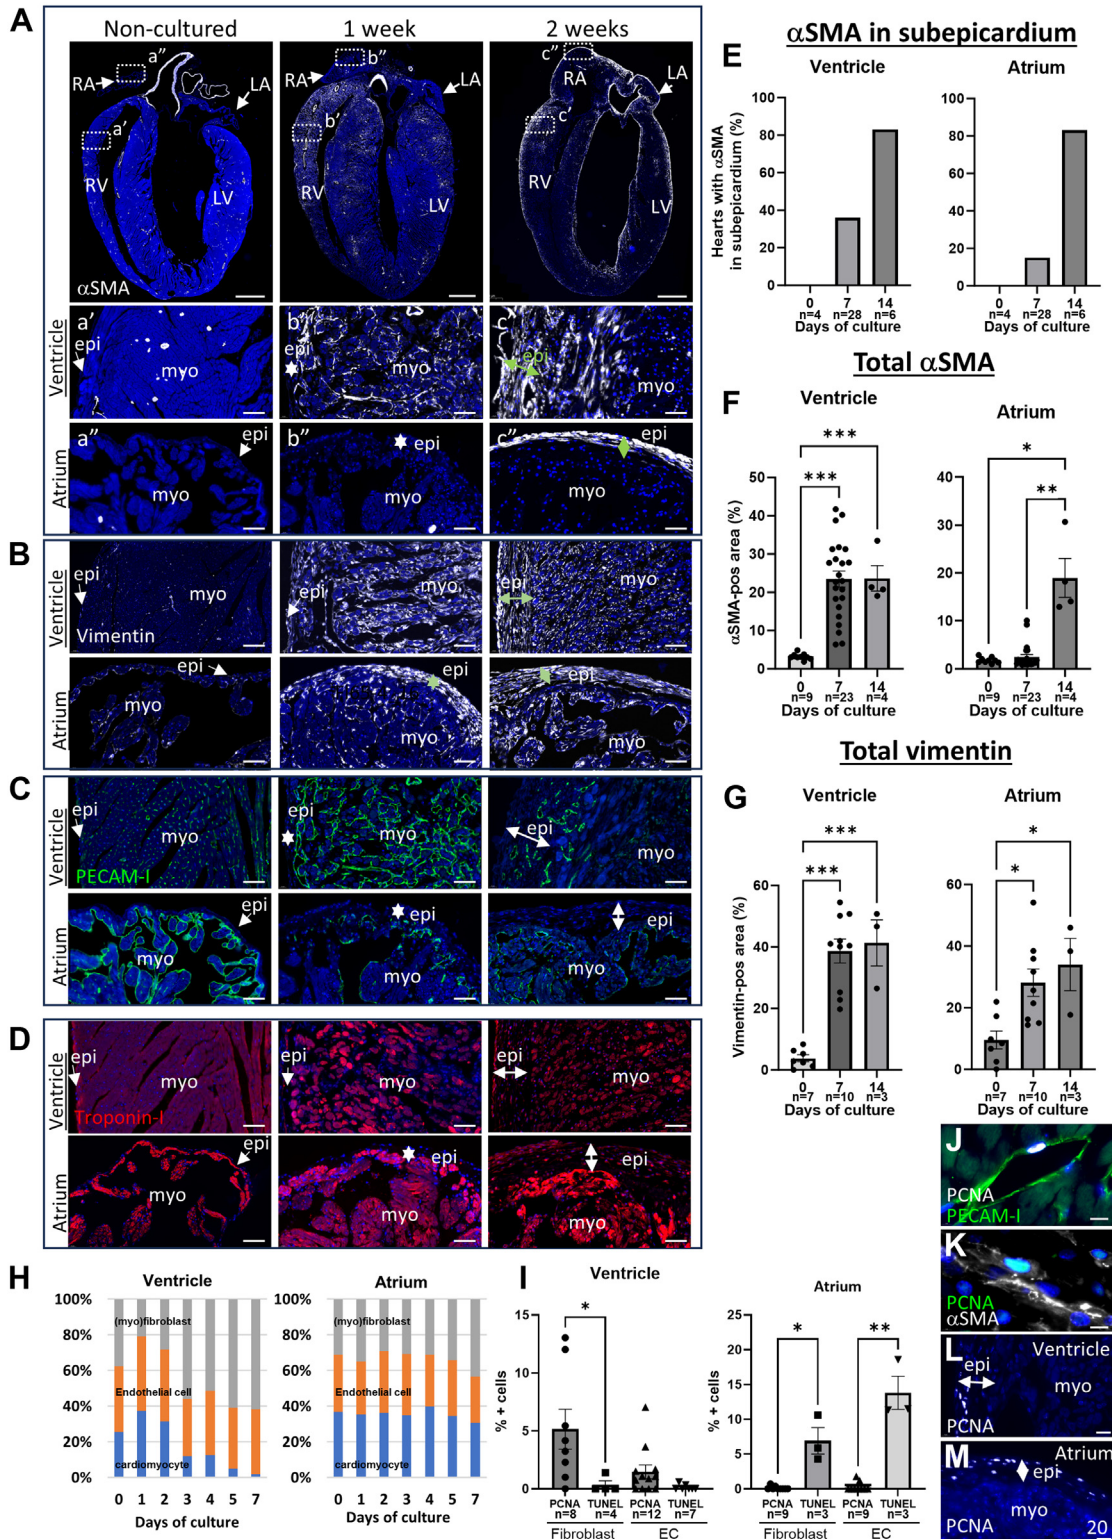 A
Non-cultured
1 week
2 weeks
a”
RA
LA
a’
RV
LV
αSMA
b”
RA
LA
b’
RV
LV
c”
RA
LA
c’
RV
LV
Ventricle
a’
epi
myo
b’
epi
myo
c’
epi
myo
Atrium
a”
epi
myo
b”
epi
myo
c”
epi
myo
B
Ventricle
epi
myo
Vimentin
epi
myo
epi
myo
Atrium
epi
myo
epi
myo
epi
myo
C
Ventricle
epi
myo
PECAM-I
epi
myo
epi
myo
Atrium
epi
myo
epi
myo
epi
myo
D
Ventricle
epi
myo
Troponin-I
epi
myo
epi
myo
Atrium
epi
myo
epi
myo
epi
myo
αSMA in subepicardium
E
Ventricle
Atrium
Hearts with αSMA
in subepicardium (%)
100
80
60
40
20
0
0 7 14
n=4 n=28 n=6
Days of culture
100
80
60
40
20
0
0 7 14
n=4 n=28 n=6
Days of culture
Total αSMA
F
Ventricle
Atrium
αSMA-pos area (%)
***
***
50
40
30
20
10
0
0 7 14
n=9 n=23 n=4
Days of culture
*
**
50
40
30
20
10
0
0 7 14
n=9 n=23 n=4
Days of culture
Total vimentin
G
Ventricle
Atrium
Vimentin-pos area (%)
***
***
60
40
20
0
0 7 14
n=7 n=10 n=3
Days of culture
*
*
60
40
20
0
0 7 14
n=7 n=10 n=3
Days of culture
H
Ventricle
Atrium
100%
80%
60%
40%
20%
0%
(myo)fibroblast
Endothelial cell
cardiomyocyte
0 1 2 3 4 5 7
Days of culture
100%
80%
60%
40%
20%
0%
(myo)fibroblast
Endothelial cell
cardiomyocyte
0 1 2 3 4 5 7
Days of culture
I
Ventricle
% + cells
*
15
10
5
0
PCNA TUNEL PCNA TUNEL
n=8 n=4 n=12 n=7
Fibroblast EC
Atrium
% + cells
*
**
25
20
15
10
5
0
PCNA TUNEL PCNA TUNEL
n=9 n=3 n=9 n=3
Fibroblast EC
J
PCNA
PECAM-I
K
PCNA
αSMA
L
Ventricle
epi
myo
PCNA
M
Atrium
epi
myo
PCNA
20